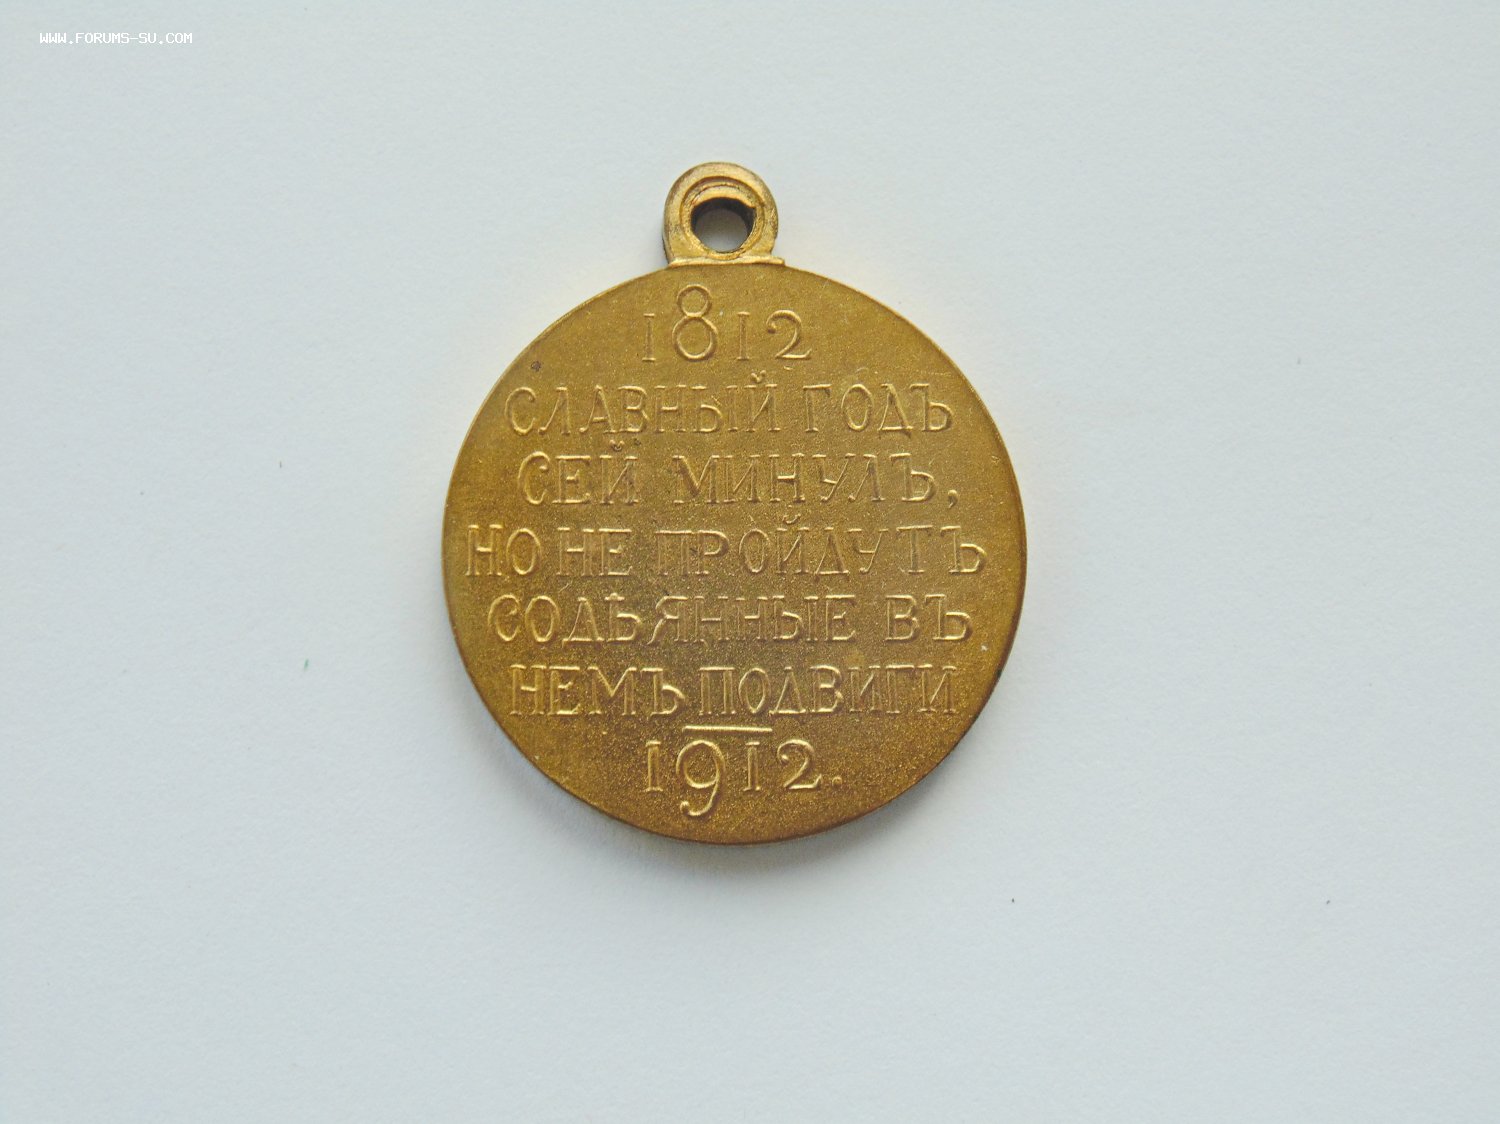 WWW.FORUMS-SU.COM
1812
СЛАВНЫЙ ГОДЪ
СЕЙ МИНУЛЪ,
НО НЕ ПРОЙДУТЪ
СОДѢЯННЫЕ ВЪ
НЕМЪ ПОДВИГИ
1912.